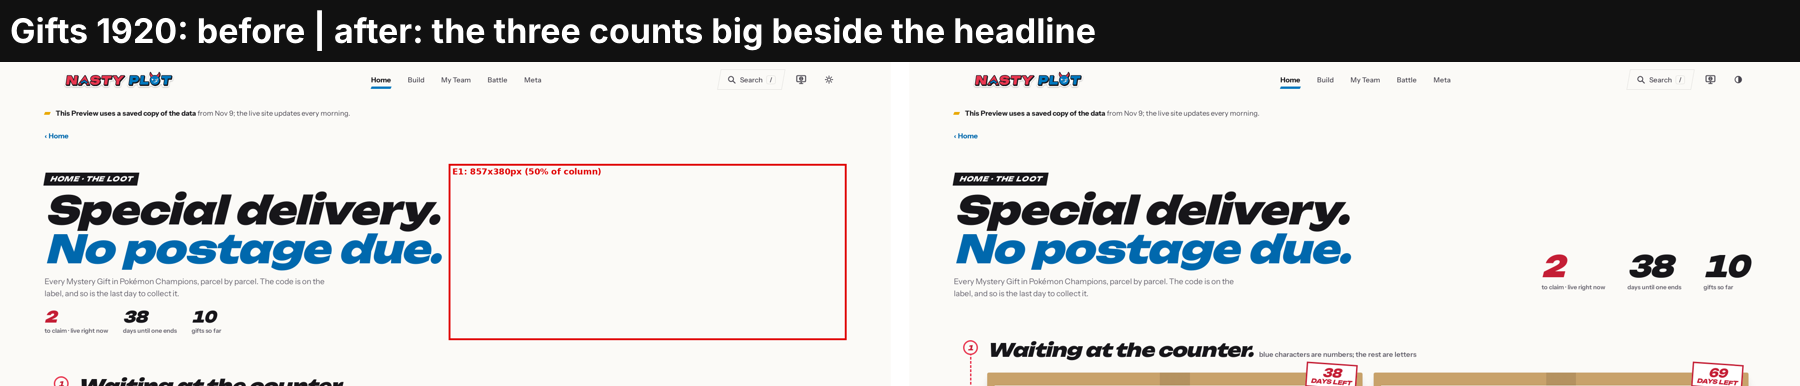 Gifts 1920: before | after: the three counts big beside the headline
NASTY PLOT
Home Build My Team Battle Meta
Search /
This Preview uses a saved copy of the data from Nov 9; the live site updates every morning.
‹ Home
HOME · THE LOOT
Special delivery.
No postage due.
Every Mystery Gift in Pokémon Champions, parcel by parcel. The code is on the
label, and so is the last day to collect it.
2 38 10
to claim · live right now days until one ends gifts so far
1 Waiting at the counter.
E1: 857x380px (50% of column)
NASTY PLOT
Home Build My Team Battle Meta
Search /
This Preview uses a saved copy of the data from Nov 9; the live site updates every morning.
‹ Home
HOME · THE LOOT
Special delivery.
No postage due.
Every Mystery Gift in Pokémon Champions, parcel by parcel. The code is on the
label, and so is the last day to collect it.
2 38 10
to claim · live right now days until one ends gifts so far
1 Waiting at the counter. blue characters are numbers; the rest are letters
38 DAYS LEFT
69 DAYS LEFT